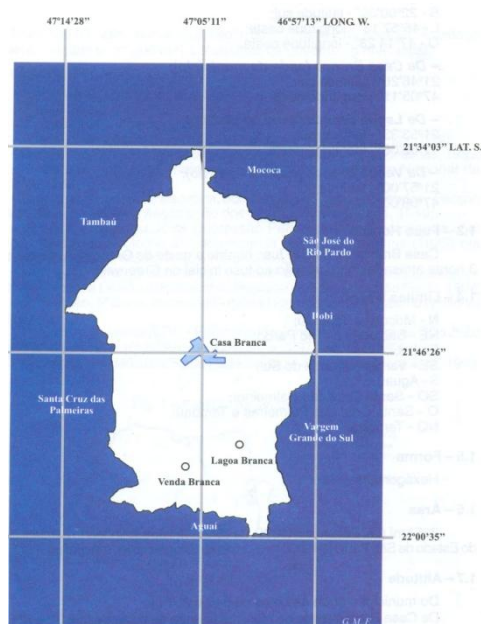 47°14'28" 47°05'11" 46°57'13" LONG. W.
21°34'03" LAT. S.
Mococa
Tambaú
São José do
Rio Pardo
Itobi
Casa Branca
21°46'26"
Santa Cruz das
Palmeiras
Vargem
Grande do Sul
Lagoa Branca
Venda Branca
Aguaí
22°00'35"
G.M.F.